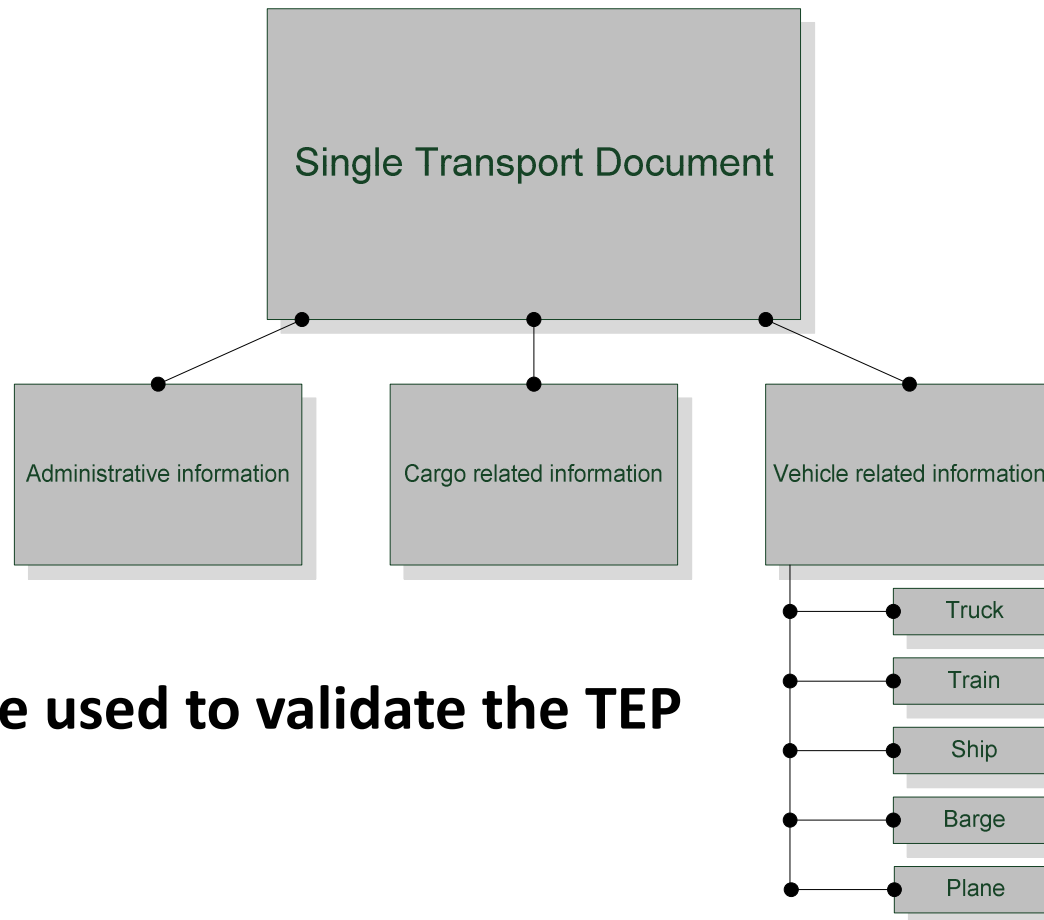 Single Transport Document
Administrative information
Cargo related information
Vehicle related information
Truck
Train
Ship
Barge
Plane
e used to validate the TEP